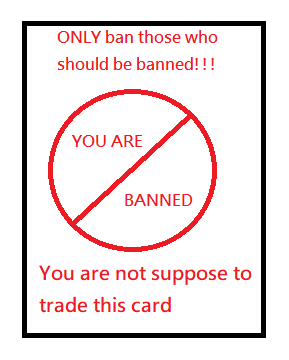 ONLY ban those who
should be banned!!!
YOU ARE
BANNED
You are not suppose to
trade this card